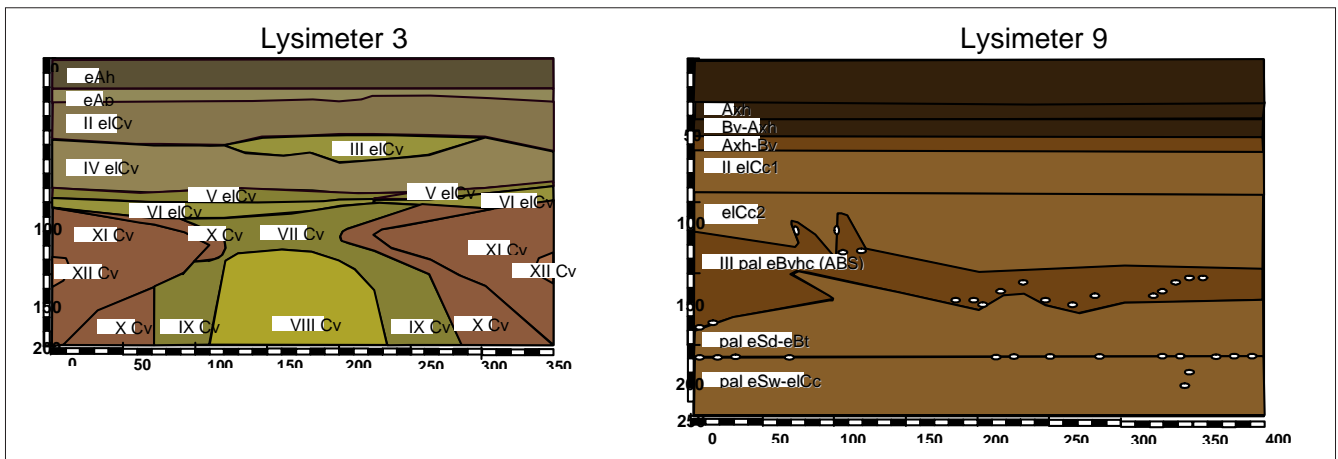 Lysimeter 3
eAh
eAp
II elCv
III elCv
IV elCv
V elCv
V elCv
VI elCv
VI elCv
100
XI Cv
X Cv
VII Cv
XI Cv
XII Cv
XII Cv
150
X Cv
IX Cv
VIII Cv
IX Cv
X Cv
200
0 50 100 150 200 250 300 350
Lysimeter 9
Axh
Bv-Axh
50
Axh-Bv
II elCc1
elCc2
100
III pal eBvhc (ABS)
150
pal eSd-eBt
pal eSw-elCc
200
250
0 50 100 150 200 250 300 350 400